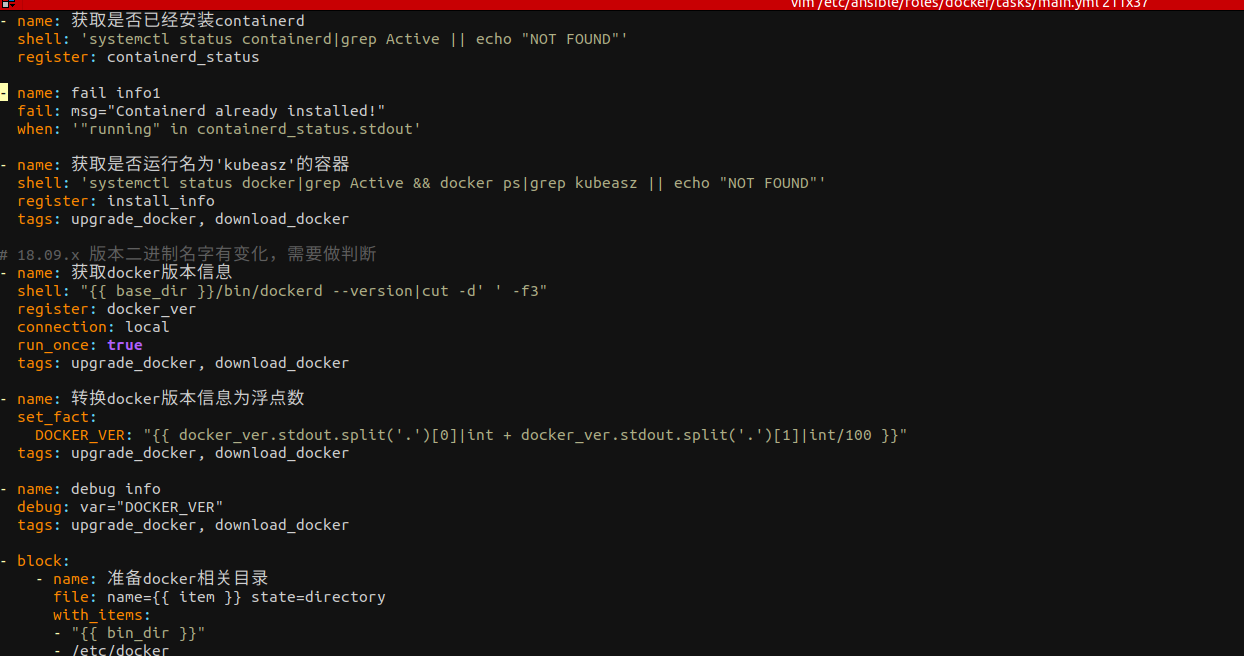 vim /etc/ansible/roles/docker/tasks/main.yml 211x37
- name: 获取是否已经安装containerd
  shell: 'systemctl status containerd|grep Active || echo "NOT FOUND"'
  register: containerd_status
- name: fail info1
  fail: msg="Containerd already installed!"
  when: '"running" in containerd_status.stdout'
- name: 获取是否运行名为'kubeasz'的容器
  shell: 'systemctl status docker|grep Active && docker ps|grep kubeasz || echo "NOT FOUND"'
  register: install_info
  tags: upgrade_docker, download_docker
# 18.09.x 版本二进制名字有变化，需要做判断
- name: 获取docker版本信息
  shell: "{{ base_dir }}/bin/dockerd --version|cut -d' ' -f3"
  register: docker_ver
  connection: local
  run_once: true
  tags: upgrade_docker, download_docker
- name: 转换docker版本信息为浮点数
  set_fact:
    DOCKER_VER: "{{ docker_ver.stdout.split('.')[0]|int + docker_ver.stdout.split('.')[1]|int/100 }}"
  tags: upgrade_docker, download_docker
- name: debug info
  debug: var="DOCKER_VER"
  tags: upgrade_docker, download_docker
- block:
    - name: 准备docker相关目录
      file: name={{ item }} state=directory
      with_items:
      - "{{ bin_dir }}"
      - /etc/docker